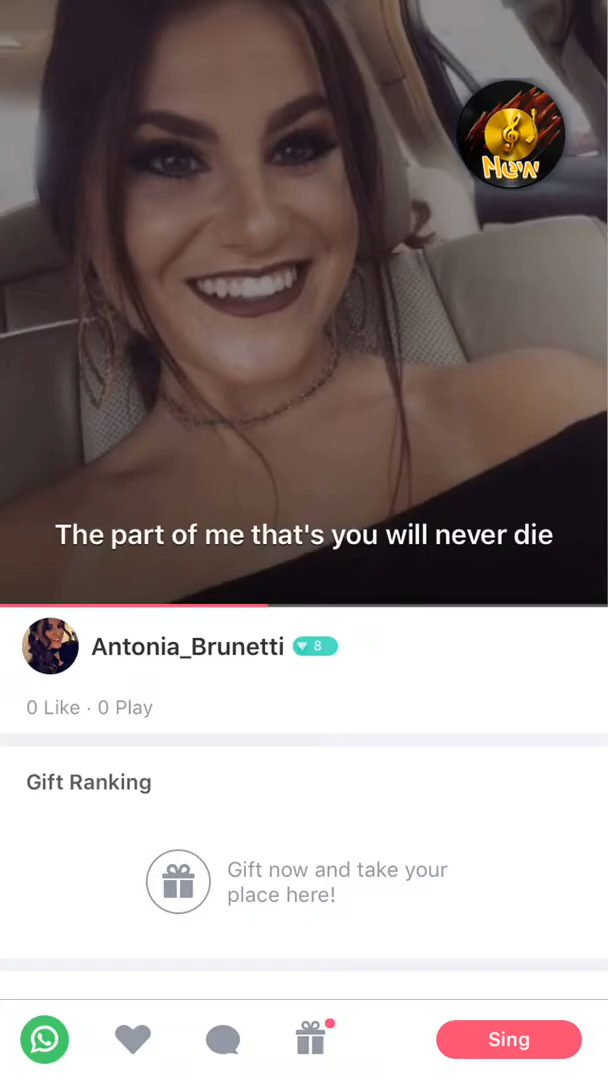 New
The part of me that's you will never die
Antonia_Brunetti 8
0 Like · 0 Play
Gift Ranking
Gift now and take your
place here!
Sing